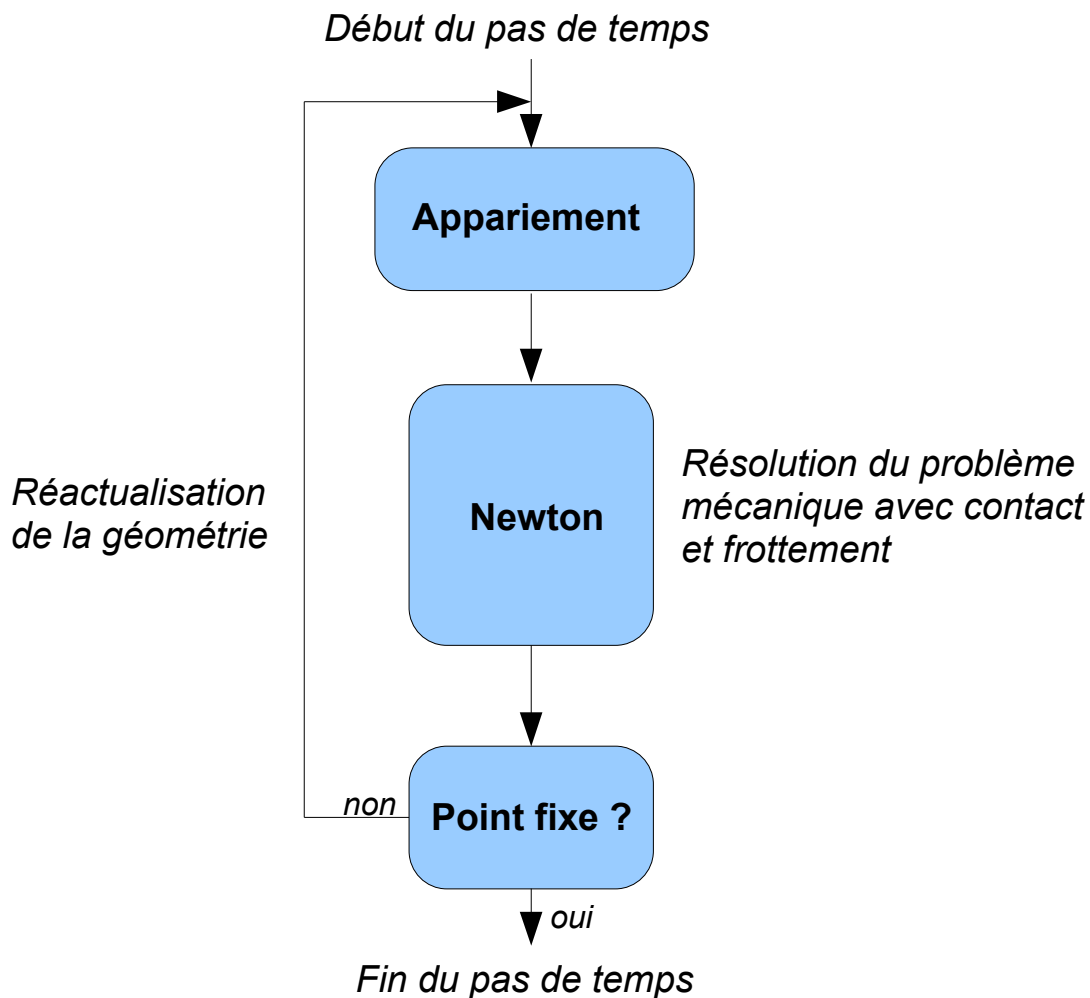 Début du pas de temps
Appariement
Réactualisation
de la géométrie
Newton
Résolution du problème
mécanique avec contact
et frottement
non
Point fixe ?
oui
Fin du pas de temps